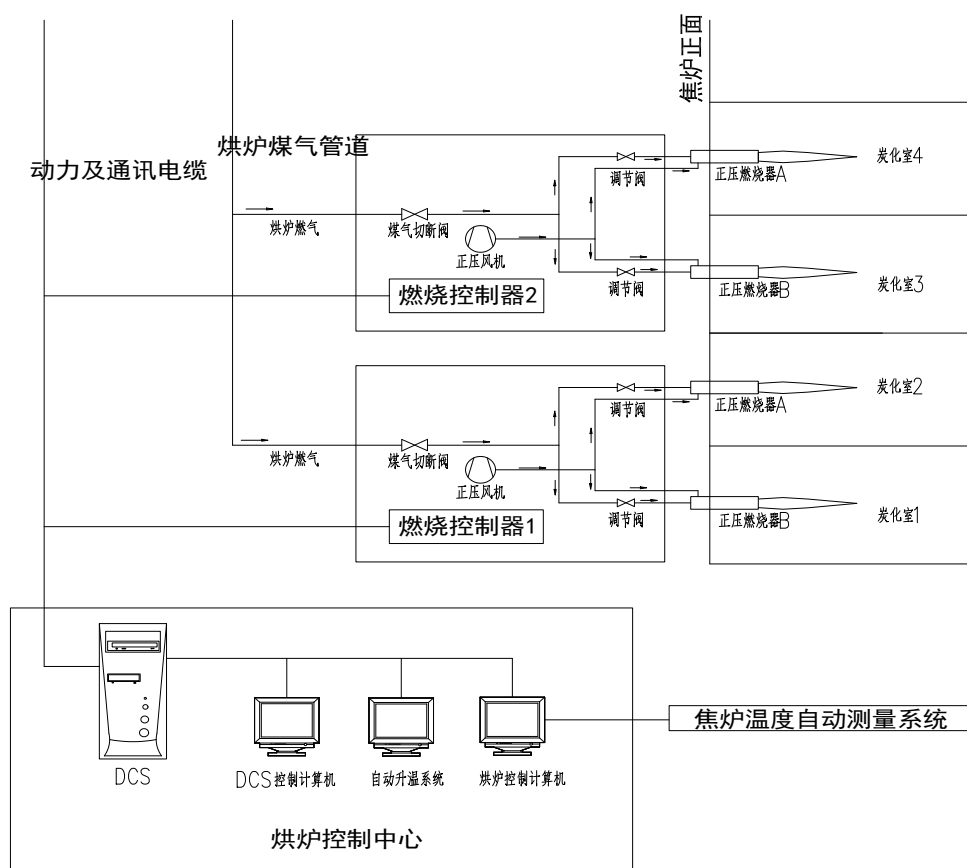 焦炉正面
动力及通讯电缆
烘炉煤气管道
烘炉燃气
煤气切断阀
正压风机
燃烧控制器2
调节阀
正压燃烧器A
炭化室4
调节阀
正压燃烧器B
炭化室3
烘炉燃气
煤气切断阀
正压风机
燃烧控制器1
调节阀
正压燃烧器A
炭化室2
调节阀
正压燃烧器B
炭化室1
DCS
DCS控制计算机
自动升温系统
烘炉控制计算机
焦炉温度自动测量系统
烘炉控制中心